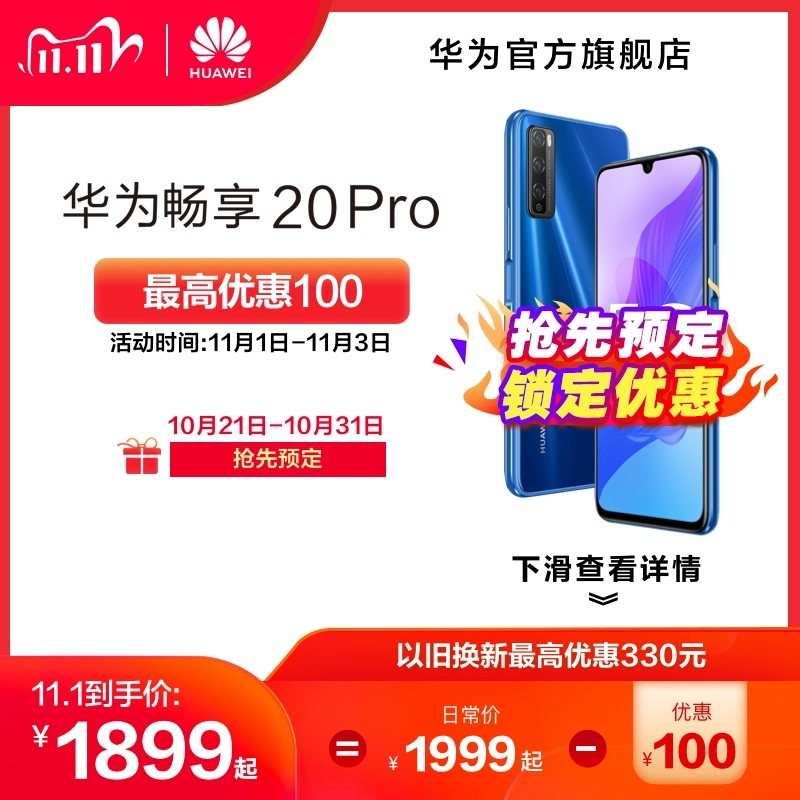 11.11
HUAWEI
华为官方旗舰店
华为畅享 20 Pro
最高优惠100
活动时间:11月1日-11月3日
10月21日-10月31日
抢先预定
抢先预定
锁定优惠
HUAWEI
下滑查看详情
以旧换新最高优惠330元
11.1到手价:
¥1899起
=
日常价
¥1999起
-
优惠
¥100